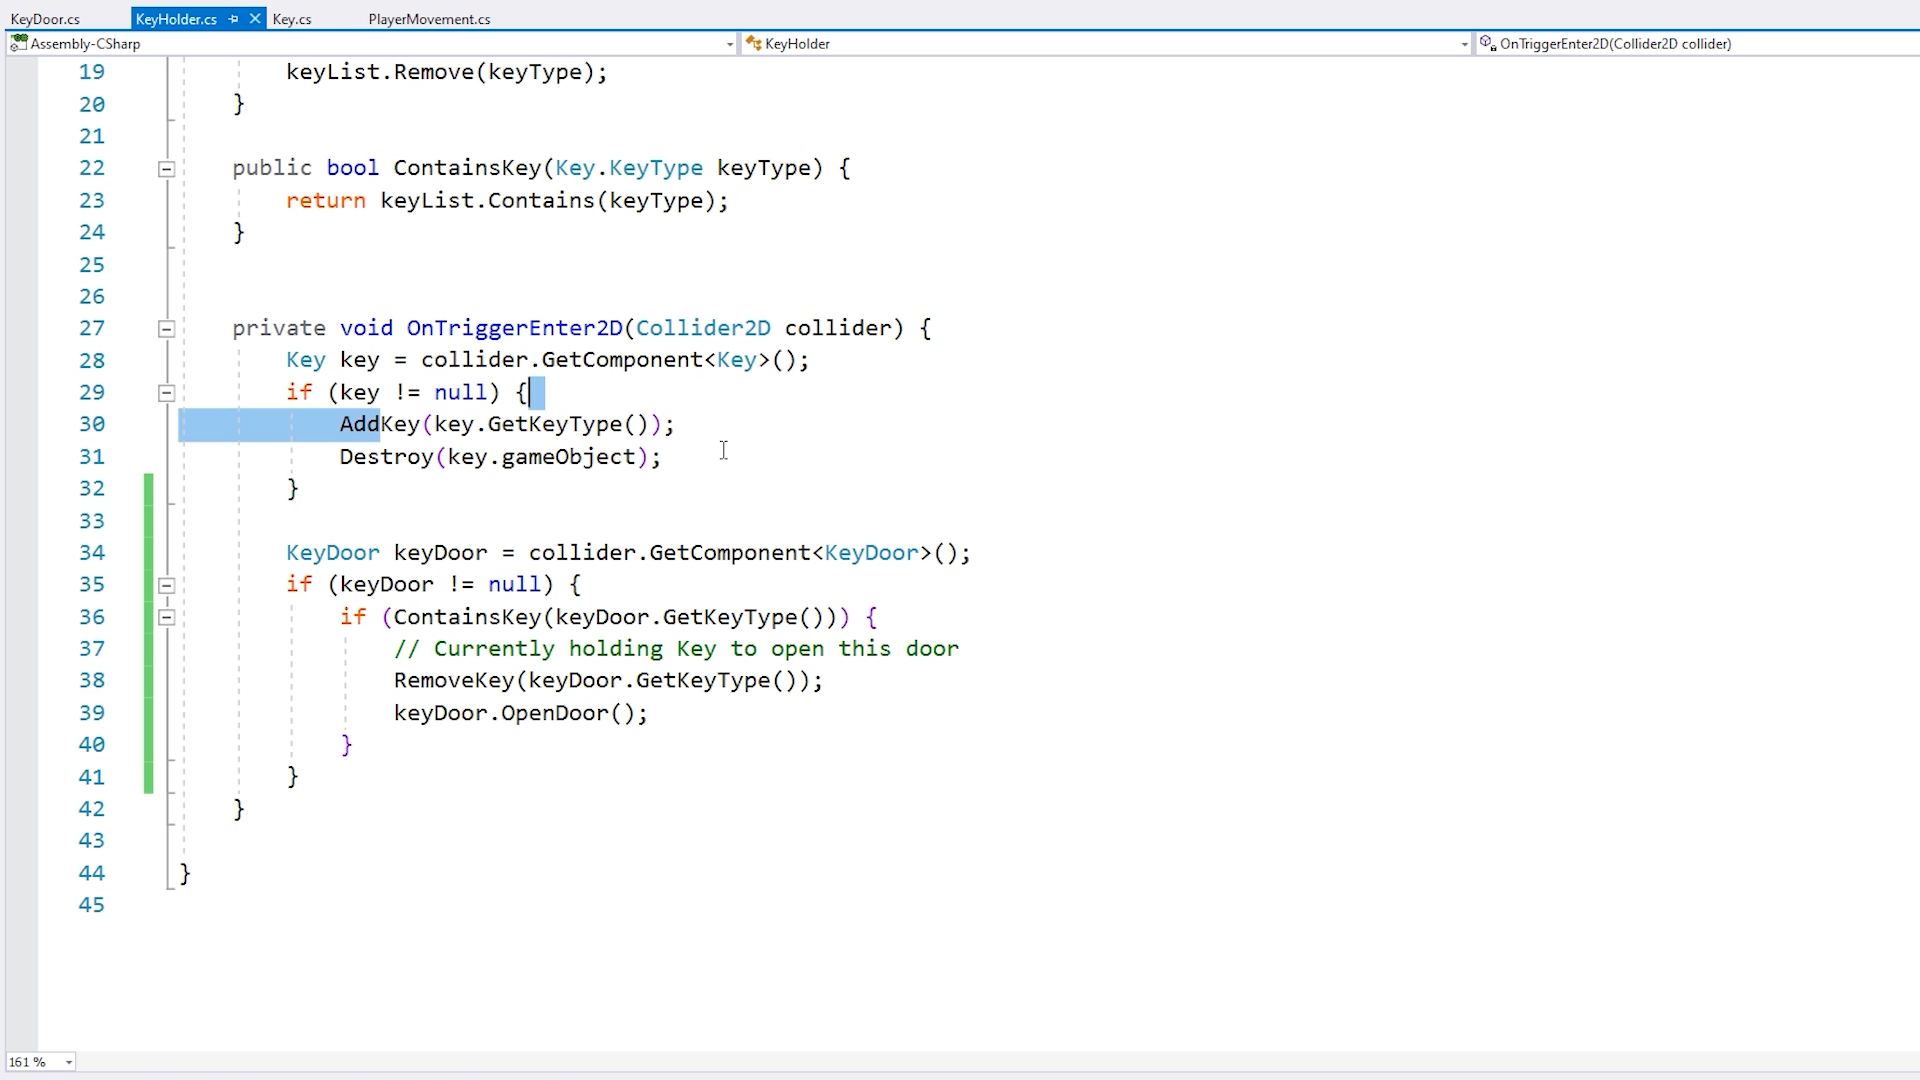 KeyDoor.cs KeyHolder.cs Key.cs PlayerMovement.cs
Assembly-CSharp KeyHolder OnTriggerEnter2D(Collider2D collider)
19 keyList.Remove(keyType);
20 }
21
22 public bool ContainsKey(Key.KeyType keyType) {
23 return keyList.Contains(keyType);
24 }
25
26
27 private void OnTriggerEnter2D(Collider2D collider) {
28 Key key = collider.GetComponent<Key>();
29 if (key != null) {
30 AddKey(key.GetKeyType());
31 Destroy(key.gameObject);
32 }
33
34 KeyDoor keyDoor = collider.GetComponent<KeyDoor>();
35 if (keyDoor != null) {
36 if (ContainsKey(keyDoor.GetKeyType())) {
37 // Currently holding Key to open this door
38 RemoveKey(keyDoor.GetKeyType());
39 keyDoor.OpenDoor();
40 }
41 }
42 }
43
44 }
45
161 %